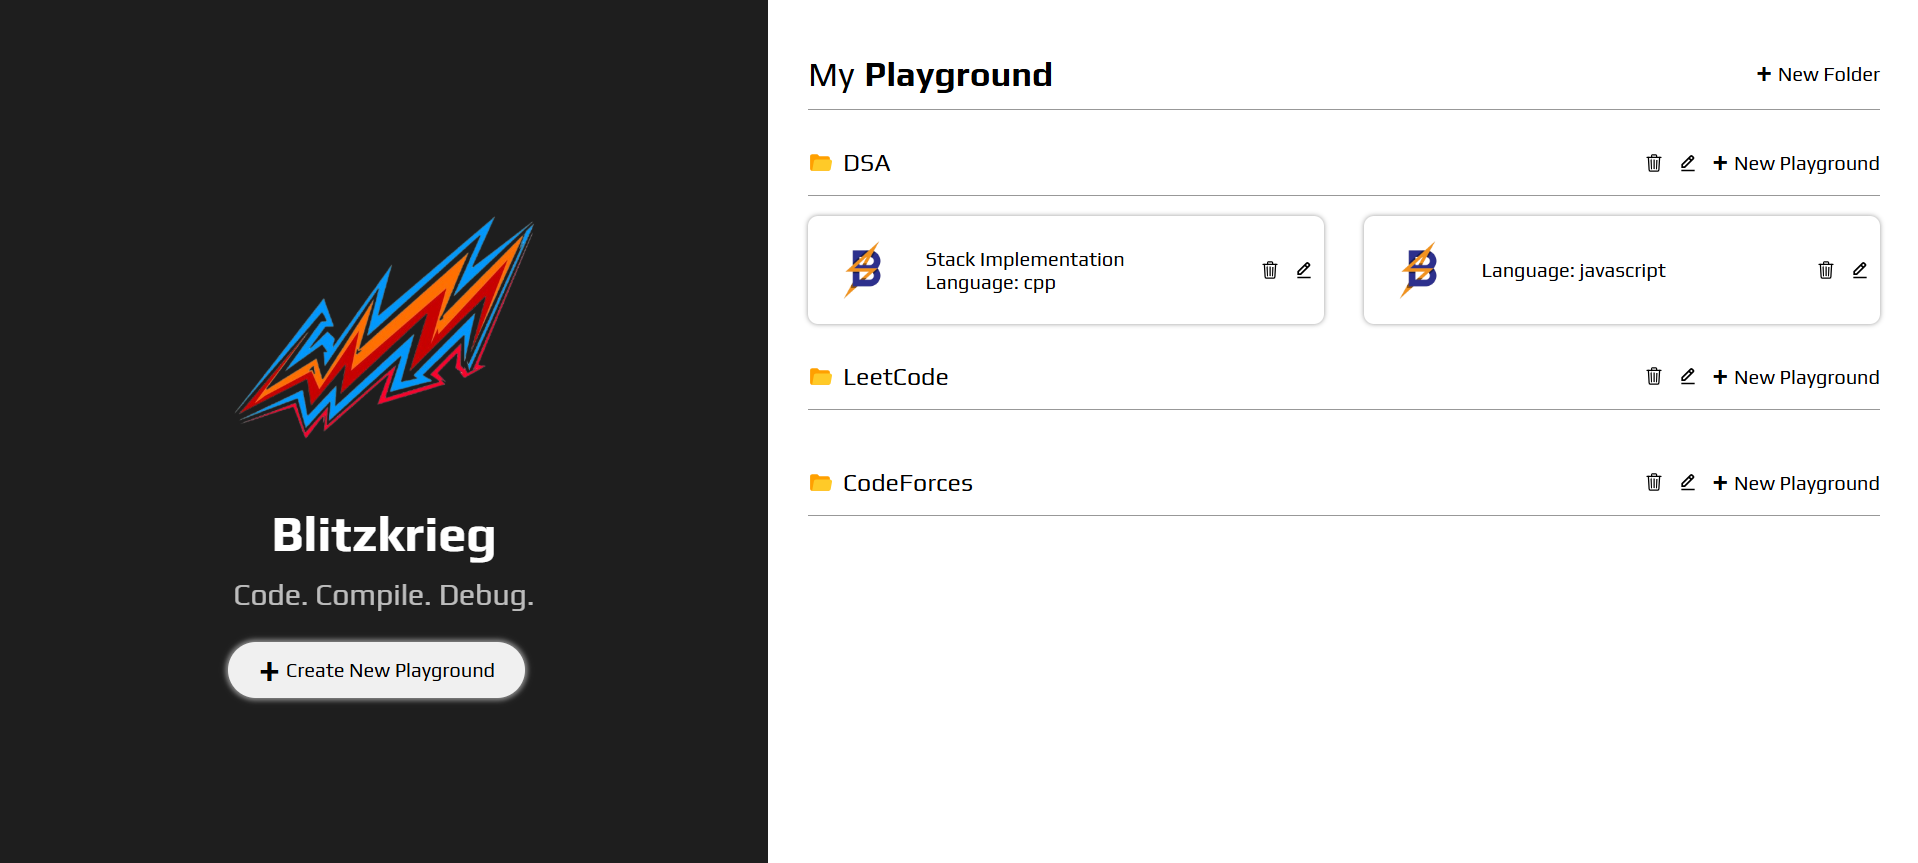 Blitzkrieg
Code. Compile. Debug.
+ Create New Playground
My Playground
+ New Folder
DSA
+ New Playground
B
Stack Implementation
Language: cpp
B
Language: javascript
LeetCode
+ New Playground
CodeForces
+ New Playground